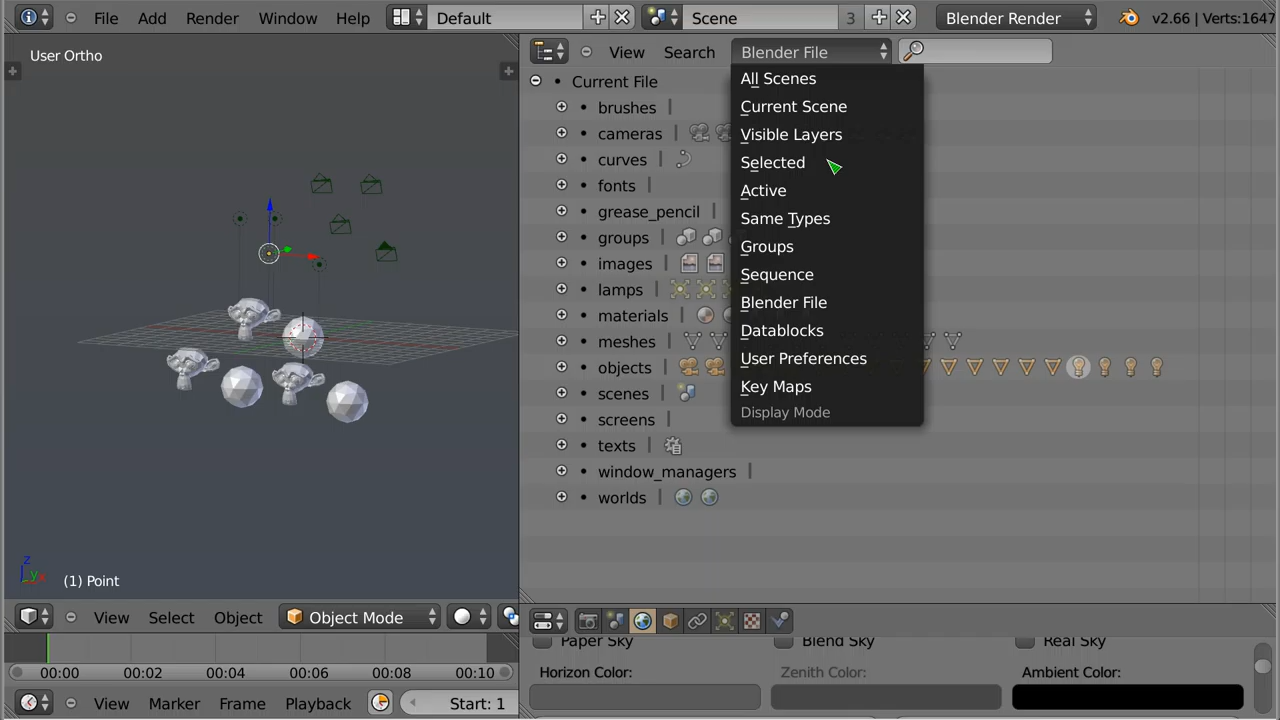 File Add Render Window Help Default Scene 3 Blender Render v2.66 | Verts:1647
User Ortho
View Search Blender File
Current File
brushes
cameras
curves
fonts
grease_pencil
groups
images
lamps
materials
meshes
objects
scenes
screens
texts
window_managers
worlds
All Scenes
Current Scene
Visible Layers
Selected
Active
Same Types
Groups
Sequence
Blender File
Datablocks
User Preferences
Key Maps
Display Mode
z
y x
(1) Point
View Select Object Object Mode
00:00 00:02 00:04 00:06 00:08 00:10
View Marker Frame Playback Start: 1
Paper Sky Blend Sky Real Sky
Horizon Color: Zenith Color: Ambient Color: